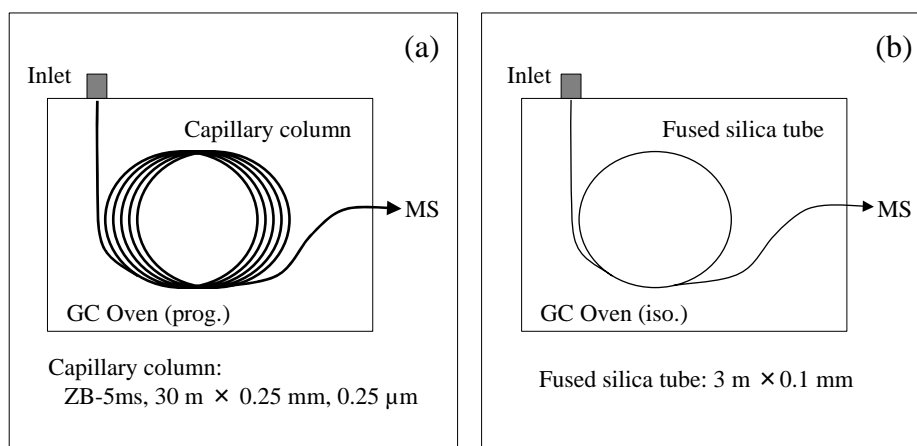 (a)
Inlet
Capillary column
MS
GC Oven (prog.)
Capillary column:
ZB-5ms, 30 m × 0.25 mm, 0.25 µm
(b)
Inlet
Fused silica tube
MS
GC Oven (iso.)
Fused silica tube: 3 m × 0.1 mm